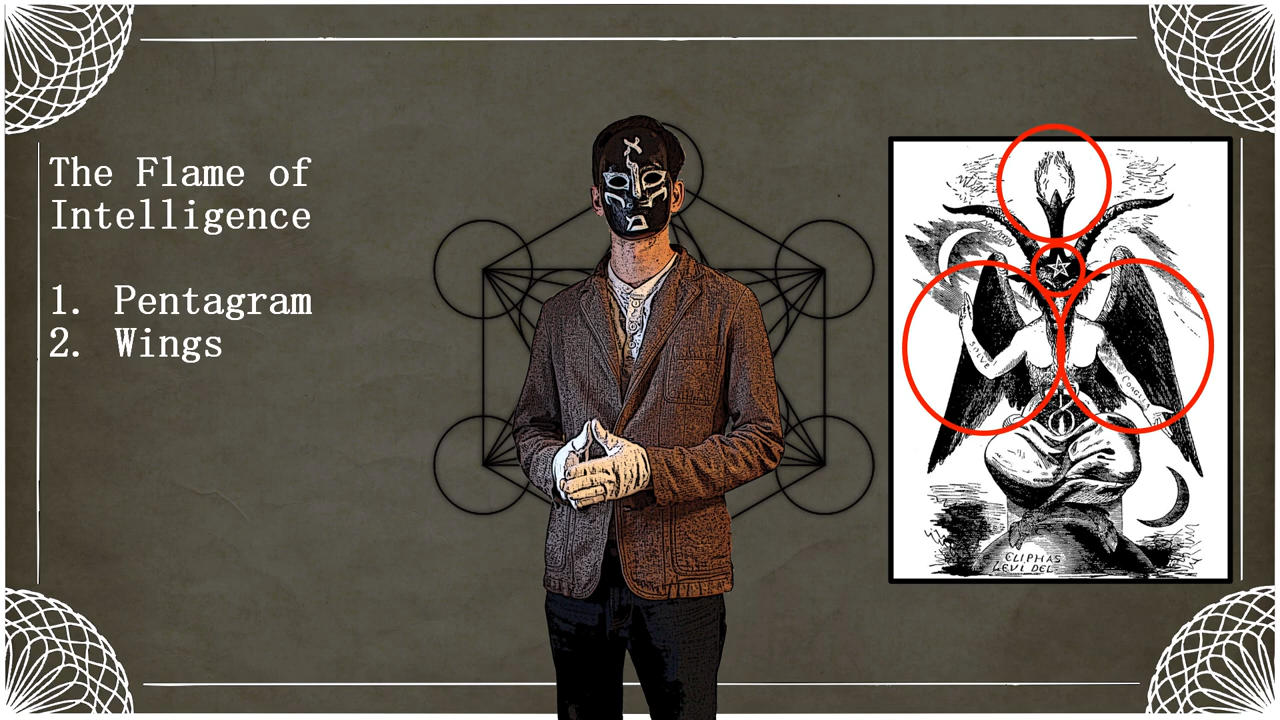 The Flame of
Intelligence
1. Pentagram
2. Wings
SOLVE
COAGULA
ELIPHAS
LEVI DEL